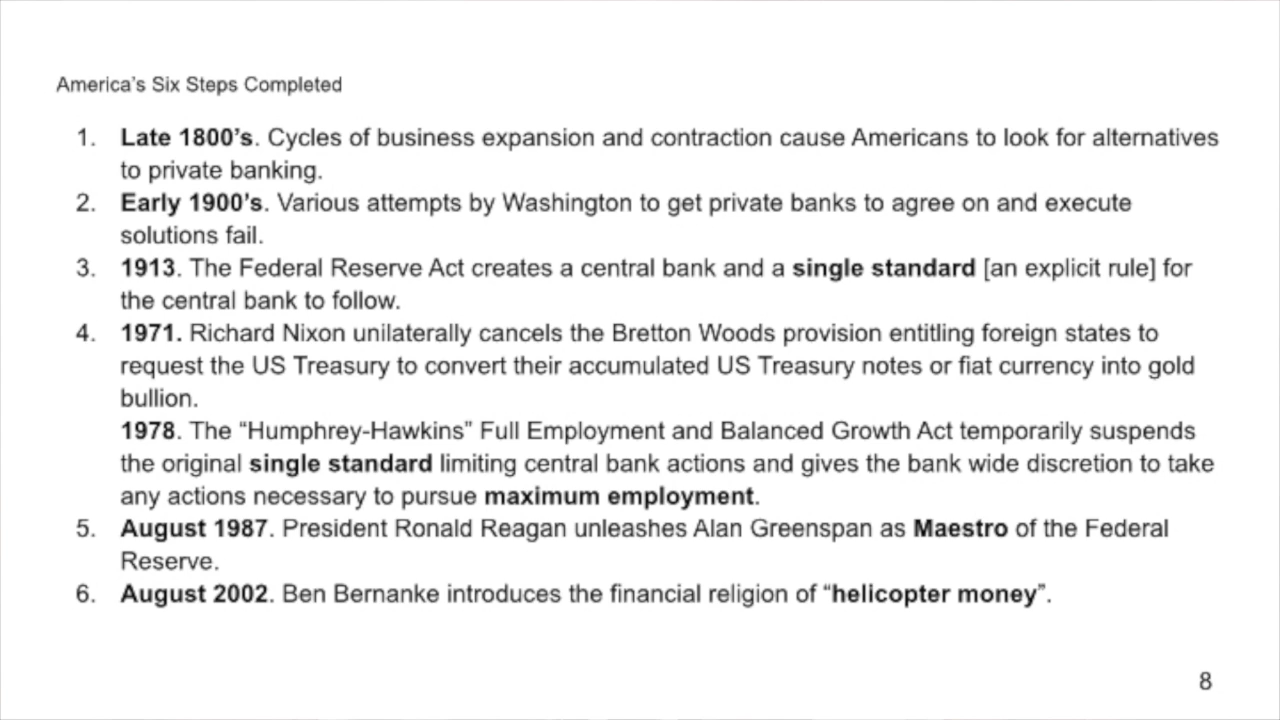 America's Six Steps Completed
1. Late 1800's. Cycles of business expansion and contraction cause Americans to look for alternatives
to private banking.
2. Early 1900's. Various attempts by Washington to get private banks to agree on and execute
solutions fail.
3. 1913. The Federal Reserve Act creates a central bank and a single standard [an explicit rule] for
the central bank to follow.
4. 1971. Richard Nixon unilaterally cancels the Bretton Woods provision entitling foreign states to
request the US Treasury to convert their accumulated US Treasury notes or fiat currency into gold
bullion.
1978. The “Humphrey-Hawkins” Full Employment and Balanced Growth Act temporarily suspends
the original single standard limiting central bank actions and gives the bank wide discretion to take
any actions necessary to pursue maximum employment.
5. August 1987. President Ronald Reagan unleashes Alan Greenspan as Maestro of the Federal
Reserve.
6. August 2002. Ben Bernanke introduces the financial religion of “helicopter money”.
8